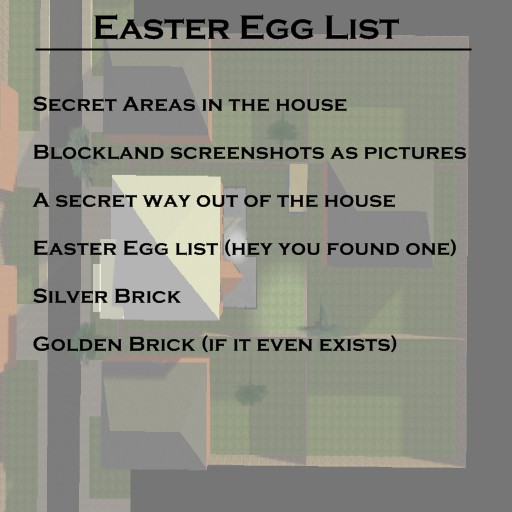 Easter Egg List
Secret Areas in the house
Blockland screenshots as pictures
A secret way out of the house
Easter Egg list (hey you found one)
Silver Brick
Golden Brick (if it even exists)